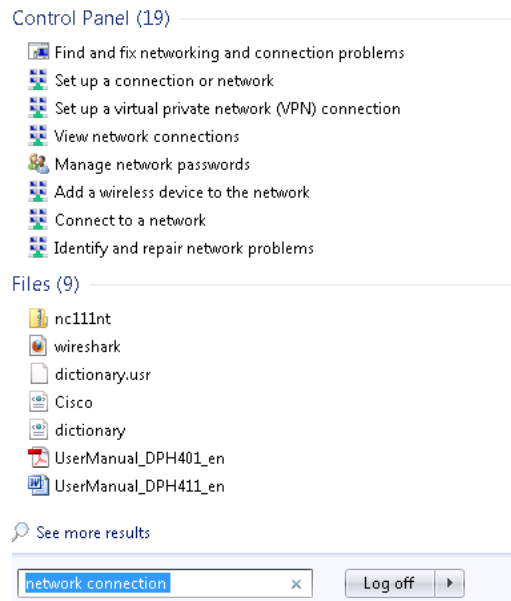 Control Panel (19)
Find and fix networking and connection problems
Set up a connection or network
Set up a virtual private network (VPN) connection
View network connections
Manage network passwords
Add a wireless device to the network
Connect to a network
Identify and repair network problems
Files (9)
nc111nt
wireshark
dictionary.usr
Cisco
dictionary
UserManual_DPH401_en
UserManual_DPH411_en
See more results
network connection
Log off